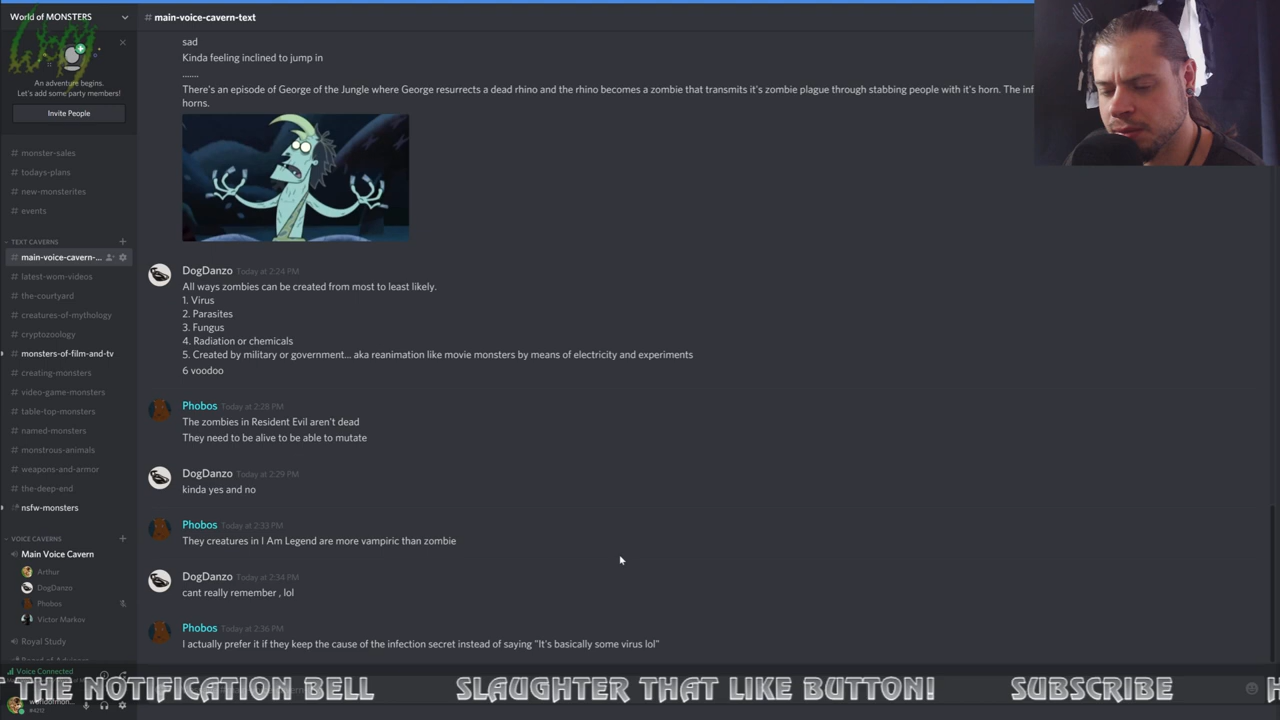 World of MONSTERS
# main-voice-cavern-text
An adventure begins.
Let's add some party members!
Invite People
# monster-sales
# todays-plans
# new-monsterites
# events
TEXT CAVERNS
# main-voice-cavern-...
# latest-wom-videos
# the-courtyard
# creatures-of-mythology
# cryptozoology
# monsters-of-film-and-tv
# creating-monsters
# video-game-monsters
# table-top-monsters
# named-monsters
# monstrous-animals
# weapons-and-armor
# the-deep-end
nsfw-monsters
VOICE CAVERNS
Main Voice Cavern
Arthur
DogDanzo
Phobos
Victor Markov
Royal Study
Voice Connected
#4212
sad
Kinda feeling inclined to jump in
.......
There's an episode of George of the Jungle where George resurrects a dead rhino and the rhino becomes a zombie that transmits it's zombie plague through stabbing people with it's horn. The inf
horns.
DogDanzo Today at 2:24 PM
All ways zombies can be created from most to least likely.
1. Virus
2. Parasites
3. Fungus
4. Radiation or chemicals
5. Created by military or government... aka reanimation like movie monsters by means of electricity and experiments
6 voodoo
Phobos Today at 2:28 PM
The zombies in Resident Evil aren't dead
They need to be alive to be able to mutate
DogDanzo Today at 2:29 PM
kinda yes and no
Phobos Today at 2:33 PM
They creatures in I Am Legend are more vampiric than zombie
DogDanzo Today at 2:34 PM
cant really remember , lol
Phobos Today at 2:36 PM
I actually prefer it if they keep the cause of the infection secret instead of saying "It's basically some virus lol"
THE NOTIFICATION BELL SLAUGHTER THAT LIKE BUTTON! SUBSCRIBE